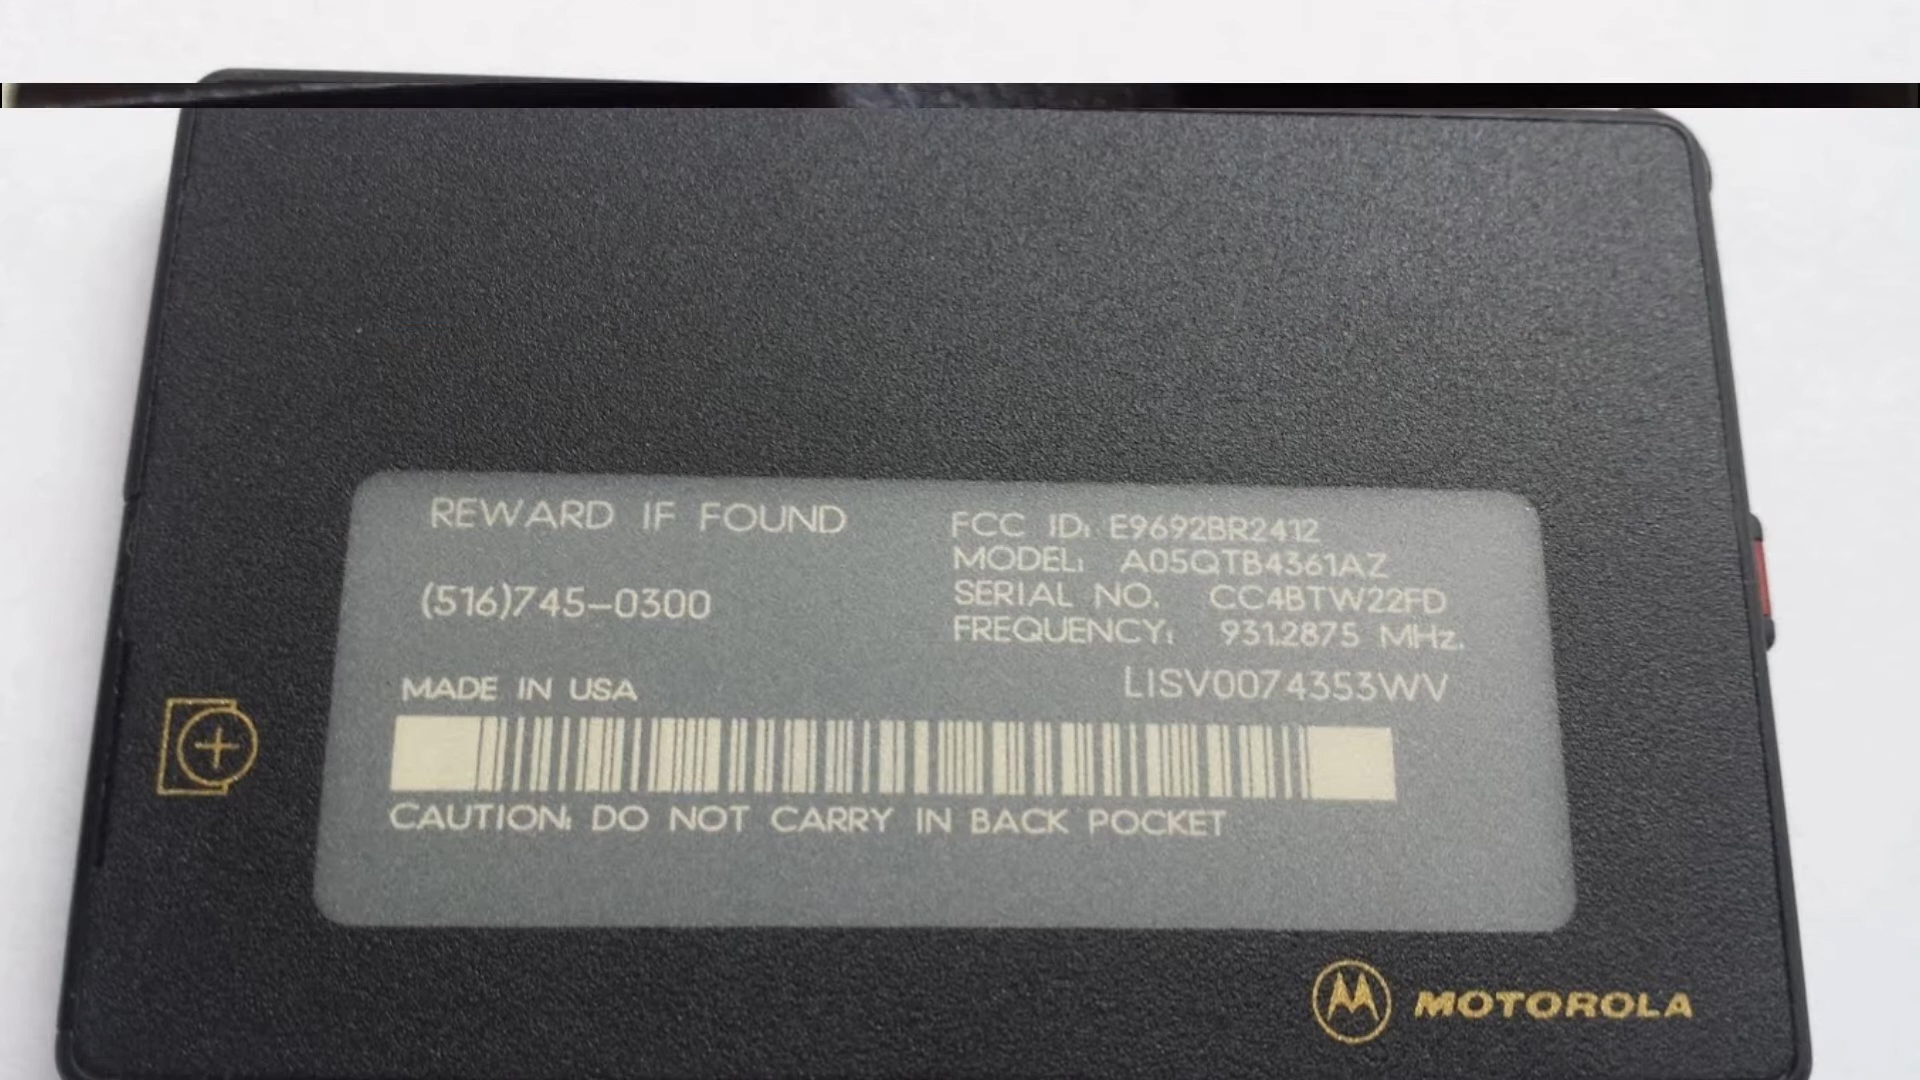 REWARD IF FOUND
(516)745-0300
FCC ID: E9692BR2412
MODEL: A05QTB4361AZ
SERIAL NO. CC4BTW22FD
FREQUENCY: 931.2875 MHz.
MADE IN USA
LISV0074353WV
CAUTION: DO NOT CARRY IN BACK POCKET
MOTOROLA